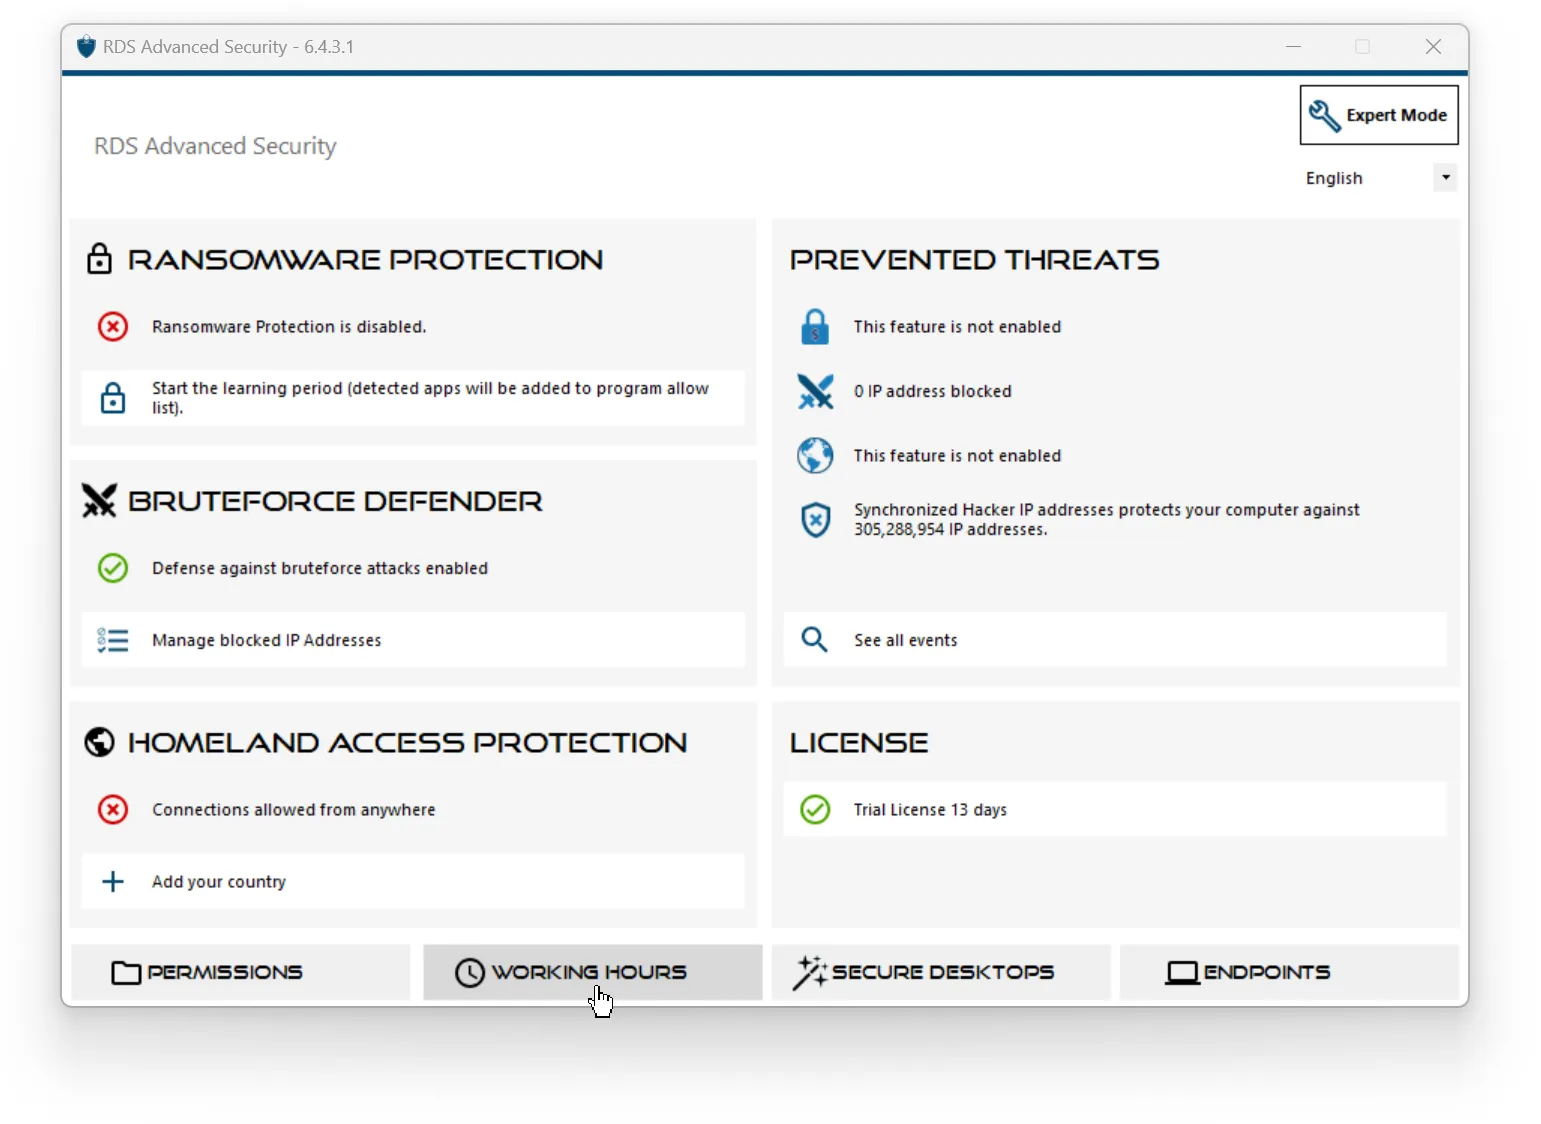 RDS Advanced Security - 6.4.3.1
Expert Mode
RDS Advanced Security
English
RANSOMWARE PROTECTION
Ransomware Protection is disabled.
Start the learning period (detected apps will be added to program allow
list).
BRUTEFORCE DEFENDER
Defense against bruteforce attacks enabled
Manage blocked IP Addresses
HOMELAND ACCESS PROTECTION
Connections allowed from anywhere
Add your country
PREVENTED THREATS
This feature is not enabled
0 IP address blocked
This feature is not enabled
Synchronized Hacker IP addresses protects your computer against
305,288,954 IP addresses.
See all events
LICENSE
Trial License 13 days
PERMISSIONS
WORKING HOURS
SECURE DESKTOPS
ENDPOINTS